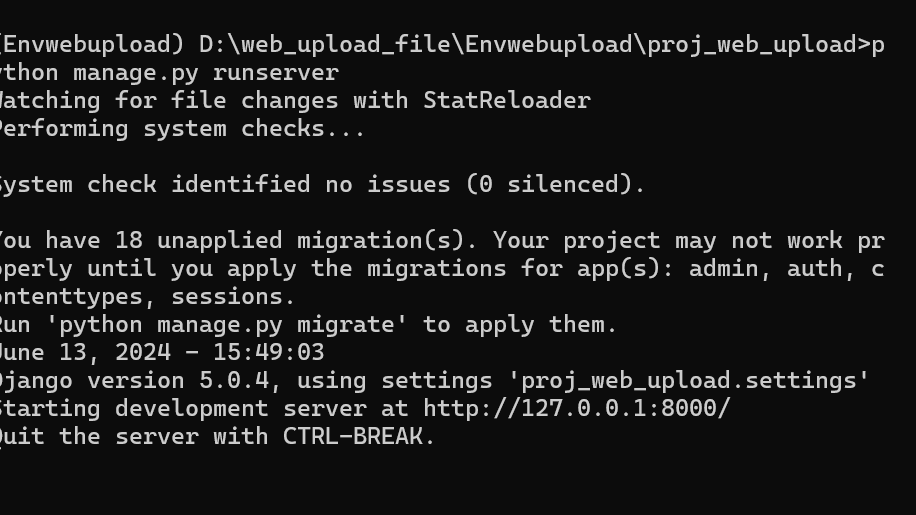 (Envwebupload) D:\web_upload_file\Envwebupload\proj_web_upload>p
ython manage.py runserver
Watching for file changes with StatReloader
Performing system checks...
System check identified no issues (0 silenced).
You have 18 unapplied migration(s). Your project may not work pr
operly until you apply the migrations for app(s): admin, auth, c
ontenttypes, sessions.
Run 'python manage.py migrate' to apply them.
June 13, 2024 - 15:49:03
Django version 5.0.4, using settings 'proj_web_upload.settings'
Starting development server at http://127.0.0.1:8000/
Quit the server with CTRL-BREAK.